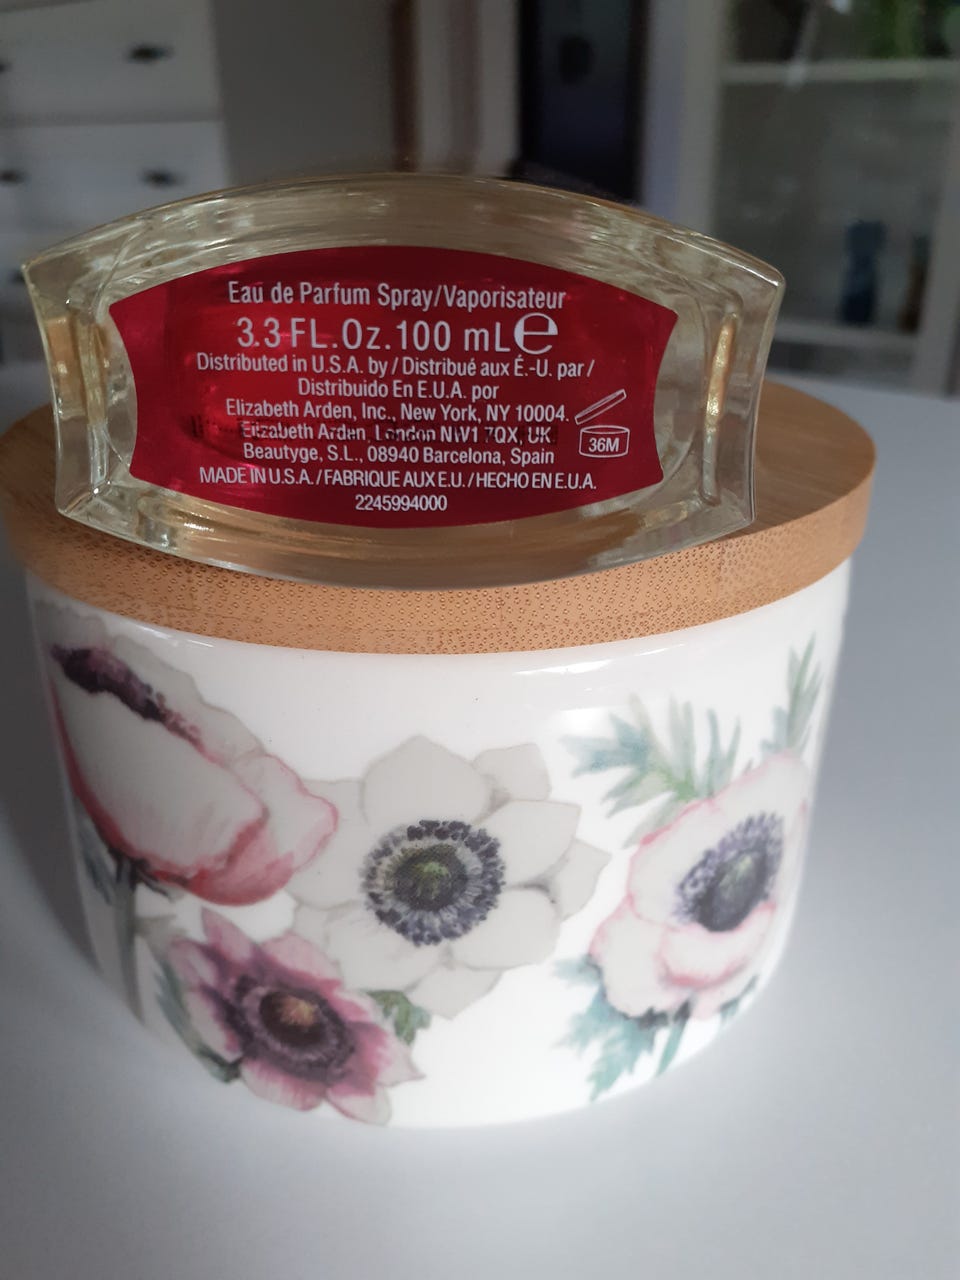 Eau de Parfum Spray/Vaporisateur
3.3 FL.Oz. 100 mL℮
Distributed in U.S.A. by / Distribué aux É.-U. par /
Distribuido En E.U.A. por
Elizabeth Arden, Inc., New York, NY 10004.
Elizabeth Arden, London NW1 7QX, UK
Beautyge, S.L., 08940 Barcelona, Spain
36M
MADE IN U.S.A. / FABRIQUE AUX E.U. / HECHO EN E.U.A.
2245994000